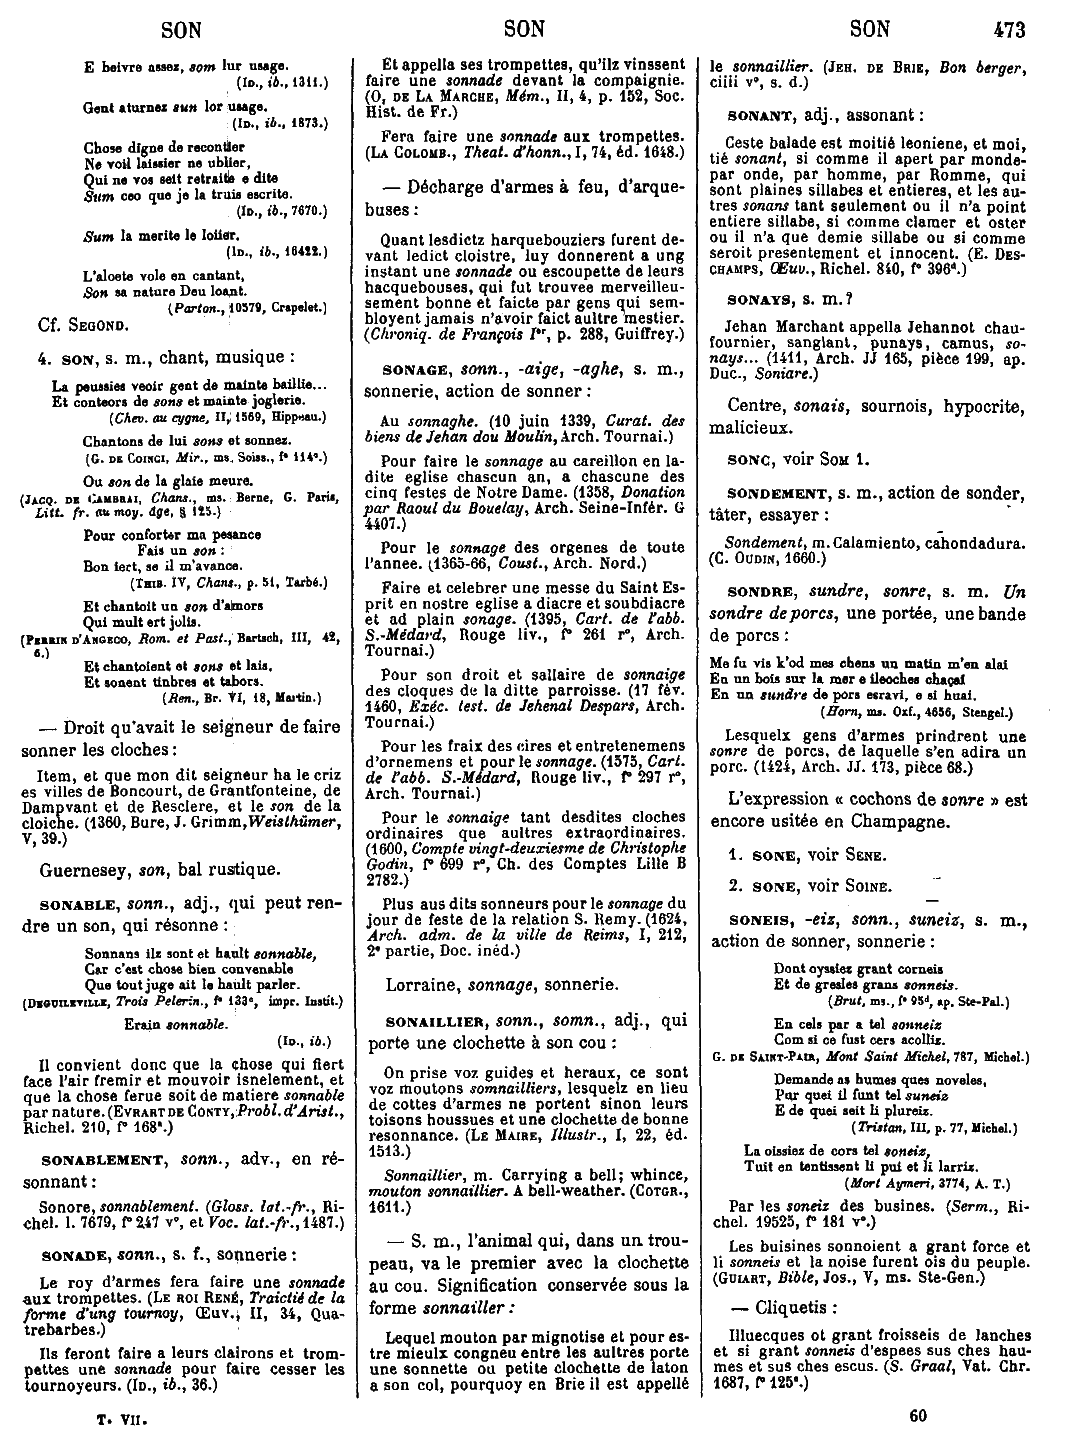 SON
SON
SON
473
E beivre assez, som lur usage.
(ID., ib., 1311.)
Gent aturnez sun lor usage.
(ID., ib., 1873.)
Chose digne de reconter
Ne voil laissier ne ublier,
Qui ne vos seit retraite e dite
Sum ceo que je la truis escrite.
(ID., ib., 7670.)
Sum la merite le loiier.
(ID., ib., 16422.)
L'aloete vole en cantant,
Son sa nature Deu loant.
(Parton., 10579, Crapelet.)
Cf. SEGOND.
4. SON, s. m., chant, musique :
La peussies veoir gent de mainte baillie...
Et conteors de sons et mainte joglerie.
(Chev. au cygne, II, 1569, Hippeau.)
Chantons de lui sons et sonnez.
(G. DE COINCI, Mir., ms. Soiss., f° 114ᵉ.)
Ou son de la glaie meure.
(JACQ. DE CAMBRAI, Chans., ms. Berne, G. Paris,
Litt. fr. au moy. âge, § 125.)
Pour conforter ma pesance
Fais un son :
Bon iert, se il m'avance.
(THIB. IV, Chans., p. 51, Tarbé.)
Et chantoit un son d'amors
Qui mult ert jolis.
(PERRIN D'ANGECO, Rom. et Past., Bartsch, III, 42,
6.)
Et chantoient et sons et lais,
Et sonent tinbres et tabors.
(Ren., Br. VI, 18, Martin.)
— Droit qu'avait le seigneur de faire
sonner les cloches :
Item, et que mon dit seigneur ha le criz
es villes de Boncourt, de Grantfonteine, de
Dampvant et de Resclere, et le son de la
cloiche. (1360, Bure, J. Grimm, Weisthümer,
V, 39.)
Guernesey, son, bal rustique.
SONABLE, sonn., adj., qui peut ren-
dre un son, qui résonne :
Sonnans ilz sont et hault sonnable,
Car c'est chose bien convenable
Que tout juge ait le hault parler.
(DEGUILEVILLE, Trois Pelerin., f° 133ᵃ, impr. Instit.)
Erain sonnable.
(ID., ib.)
Il convient donc que la chose qui fiert
face l'air fremir et mouvoir isnelement, et
que la chose ferue soit de matiere sonnable
par nature. (EVRART DE CONTY, Probl. d'Arist.,
Richel. 210, f° 168ᵃ.)
SONABLEMENT, sonn., adv., en ré-
sonnant :
Sonore, sonnablement. (Gloss. lat.-fr., Ri-
chel. l. 7679, f° 247 v°, et Voc. lat.-fr., 1487.)
SONADE, sonn., s. f., sonnerie :
Le roy d'armes fera faire une sonnade
aux trompettes. (LE ROI RENÉ, Traictié de la
forme d'ung tournoy, Œuv., II, 34, Qua-
trebarbes.)
Ils feront faire a leurs clairons et trom-
pettes une sonnade pour faire cesser les
tournoyeurs. (ID., ib., 36.)
T. VII.
Et appella ses trompettes, qu'ilz vinssent
faire une sonnade devant la compaignie.
(O. DE LA MARCHE, Mém., II, 4, p. 152, Soc.
Hist. de Fr.)
Fera faire une sonnade aux trompettes.
(LA COLOMB., Theat. d'honn., I, 74, éd. 1648.)
— Décharge d'armes à feu, d'arque-
buses :
Quant lesdictz harquebouziers furent de-
vant ledict cloistre, luy donnerent a ung
instant une sonnade ou escoupette de leurs
hacquebouses, qui fut trouvee merveilleu-
sement bonne et faicte par gens qui sem-
bloyent jamais n'avoir faict aultre mestier.
(Chroniq. de François Iᵉʳ, p. 288, Guiffrey.)
SONAGE, sonn., -aige, -aghe, s. m.,
sonnerie, action de sonner :
Au sonnaghe. (10 juin 1339, Curat. des
biens de Jehan dou Moulin, Arch. Tournai.)
Pour faire le sonnage au careillon en la-
dite eglise chascun an, a chascune des
cinq festes de Notre Dame. (1358, Donation
par Raoul du Bouelay, Arch. Seine-Infér. G
4407.)
Pour le sonnage des orgenes de toute
l'annee. (1365-66, Coust., Arch. Nord.)
Faire et celebrer une messe du Saint Es-
prit en nostre eglise a diacre et soubdiacre
et ad plain sonage. (1395, Cart. de l'abb.
S.-Médard, Rouge liv., f° 261 r°, Arch.
Tournai.)
Pour son droit et sallaire de sonnaige
des cloques de la ditte parroisse. (17 fév.
1460, Exéc. test. de Jehenal Despars, Arch.
Tournai.)
Pour les fraix des cires et entretenemens
d'ornemens et pour le sonnage. (1575, Cart.
de l'abb. S.-Médard, Rouge liv., f° 297 r°,
Arch. Tournai.)
Pour le sonnaige tant desdites cloches
ordinaires que aultres extraordinaires.
(1600, Compte vingt-deuxiesme de Christophe
Godin, f° 699 r°, Ch. des Comptes Lille B
2782.)
Plus aus dits sonneurs pour le sonnage du
jour de feste de la relation S. Remy. (1624,
Arch. adm. de la ville de Reims, I, 212,
2ᵉ partie, Doc. inéd.)
Lorraine, sonnage, sonnerie.
SONAILLIER, sonn., somn., adj., qui
porte une clochette à son cou :
On prise voz guides et heraux, ce sont
voz moutons somnailliers, lesquelz en lieu
de cottes d'armes ne portent sinon leurs
toisons houssues et une clochette de bonne
resonnance. (LE MAIRE, Illustr., I, 22, éd.
1513.)
Sonnaillier, m. Carrying a bell; whince,
mouton sonnaillier. A bell-weather. (COTGR.,
1611.)
— S. m., l'animal qui, dans un trou-
peau, va le premier avec la clochette
au cou. Signification conservée sous la
forme sonnailler :
Lequel mouton par mignotise et pour es-
tre mieulx congneu entre les aultres porte
une sonnette ou petite clochette de laton
a son col, pourquoy en Brie il est appellé
le sonnaillier. (JEH. DE BRIE, Bon berger,
ciiii v°, s. d.)
SONANT, adj., assonant :
Ceste balade est moitié leoniene, et moi,
tié sonant, si comme il apert par monde-
par onde, par homme, par Romme, qui
sont plaines sillabes et entieres, et les au-
tres sonans tant seulement ou il n'a point
entiere sillabe, si comme clamer et oster
ou il n'a que demie sillabe ou si comme
seroit presentement et innocent. (E. DES-
CHAMPS, Œuv., Richel. 840, f° 396ᵈ.)
SONAYS, s. m.?
Jehan Marchant appella Jehannot chau-
fournier, sanglant, punays, camus, so-
nays... (1411, Arch. JJ 165, pièce 199, ap.
Duc., Soniare.)
Centre, sonais, sournois, hypocrite,
malicieux.
SONC, voir SOM 1.
SONDEMENT, s. m., action de sonder,
tâter, essayer :
Sondement, m. Calamiento, cahondadura.
(C. OUDIN, 1660.)
SONDRE, sundre, sonre, s. m. Un
sondre de porcs, une portée, une bande
de porcs :
Me fu vis k'od mes chens un matin m'en alai
En un bois sur la mer e ileoches chaçai
En un sundre de pors esravi, e si huai.
(Horn, ms. Oxf., 4656, Stengel.)
Lesquelx gens d'armes prindrent une
sonre de porcs, de laquelle s'en adira un
porc. (1424, Arch. JJ. 173, pièce 68.)
L'expression « cochons de sonre » est
encore usitée en Champagne.
1. SONE, voir SENE.
2. SONE, voir SOINE.
SONEIS, -eiz, sonn., suneiz, s. m.,
action de sonner, sonnerie :
Dont oyssiez grant corneis
Et de gresles grans sonneis.
(Brut, ms., f° 95ᵈ, ap. Ste-Pal.)
En cels par a tel sonneiz
Com si ce fust cers acolliz.
G. DE SAINT-PAIR, Mont Saint Michel, 787, Michel.)
Demande as humes ques noveles,
Pur quei il funt tel suneiz
E de quei seit li plureiz.
(Tristan, III, p. 77, Michel.)
La oissiez de cors tel soneiz,
Tuit en tentissent li pui et li larriz.
(Mort Aymeri, 3774, A. T.)
Par les soneiz des busines. (Serm., Ri-
chel. 19525, f° 181 v°.)
Les buisines sonnoient a grant force et
li sonneis et la noise furent ois du peuple.
(GUIART, Bible, Jos., V, ms. Ste-Gen.)
— Cliquetis :
Illuecques ot grant froisseis de lanches
et si grant sonneis d'espees sus ches hau-
mes et sus ches escus. (S. Graal, Vat. Chr.
1687, f° 125ᵃ.)
60